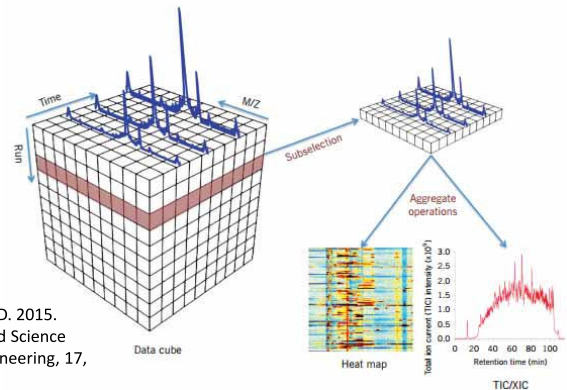 Time
M/Z
Run
Subselection
Aggregate
operations
D. 2015.
d Science
neering, 17,
Data cube
Heat map
Total ion current (TIC) intensity (x10⁹)
3.0
2.5
2.0
1.5
1.0
0.5
0
0 20 40 60 80 100
Retention time (min)
TIC/XIC